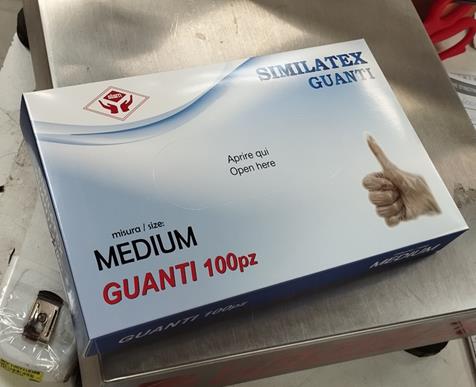 SIMILATEX
GUANTI
Aprire qui
Open here
misura / size:
MEDIUM
GUANTI 100pz
GUANTI 100pz
MEDIUM